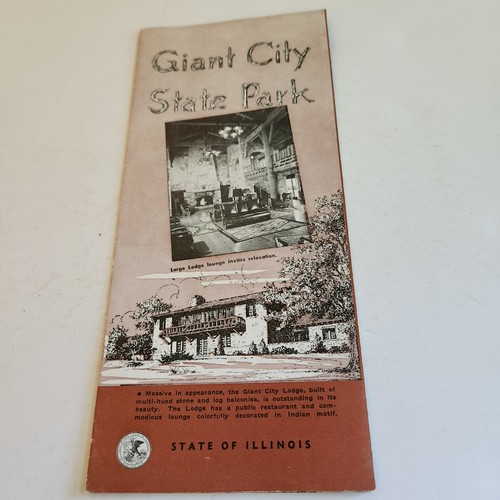 Giant City
State Park
Large Lodge lounge invites relaxation.
● Massive in appearance, the Giant City Lodge, built of
multi-hued stone and log balconies, is outstanding in its
beauty. The Lodge has a public restaurant and com-
modious lounge colorfully decorated in Indian motif.
STATE OF ILLINOIS